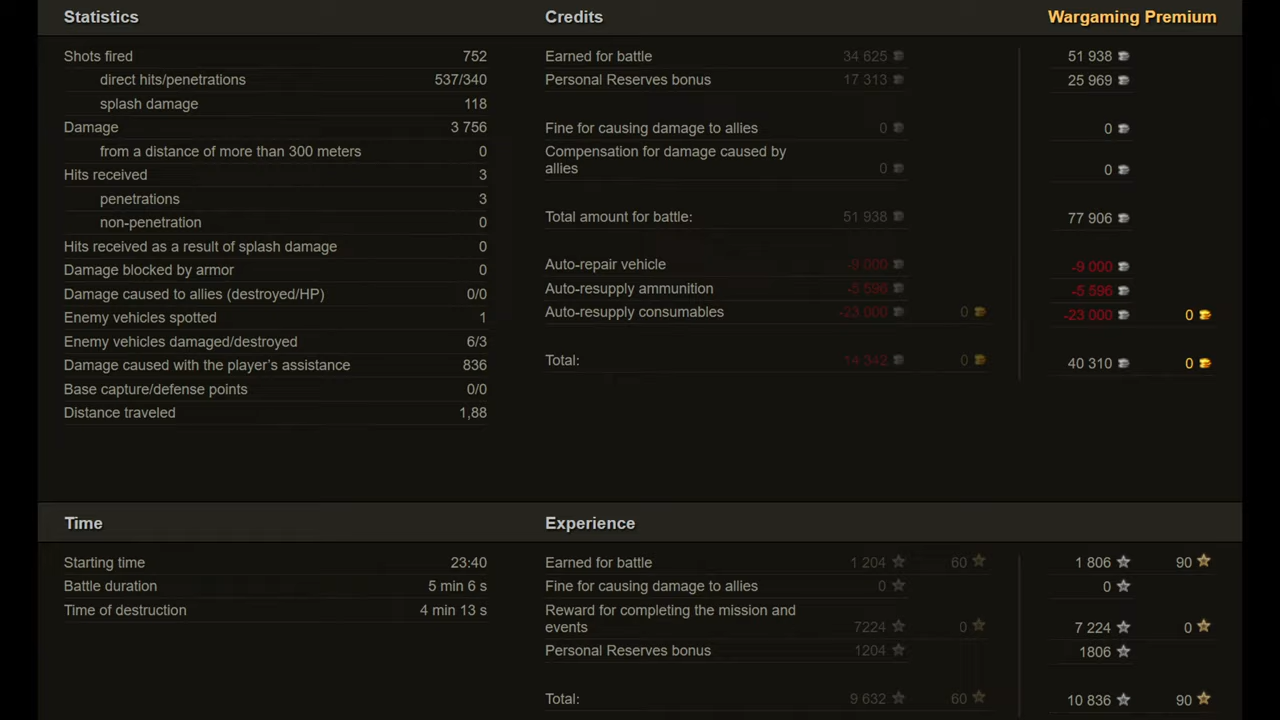 Statistics
Credits
Wargaming Premium
Shots fired 752
direct hits/penetrations 537/340
splash damage 118
Damage 3 756
from a distance of more than 300 meters 0
Hits received 3
penetrations 3
non-penetration 0
Hits received as a result of splash damage 0
Damage blocked by armor 0
Damage caused to allies (destroyed/HP) 0/0
Enemy vehicles spotted 1
Enemy vehicles damaged/destroyed 6/3
Damage caused with the player's assistance 836
Base capture/defense points 0/0
Distance traveled 1,88
Earned for battle 34 625 51 938
Personal Reserves bonus 17 313 25 969
Fine for causing damage to allies 0 0
Compensation for damage caused by
allies 0 0
Total amount for battle: 51 938 77 906
Auto-repair vehicle -9 000 -9 000
Auto-resupply ammunition -5 596 -5 596
Auto-resupply consumables -23 000 0 -23 000 0
Total: 14 342 0 40 310 0
Time
Starting time 23:40
Battle duration 5 min 6 s
Time of destruction 4 min 13 s
Experience
Earned for battle 1 204 60 1 806 90
Fine for causing damage to allies 0 0
Reward for completing the mission and
events 7224 0 7 224 0
Personal Reserves bonus 1204 1806
Total: 9 632 60 10 836 90